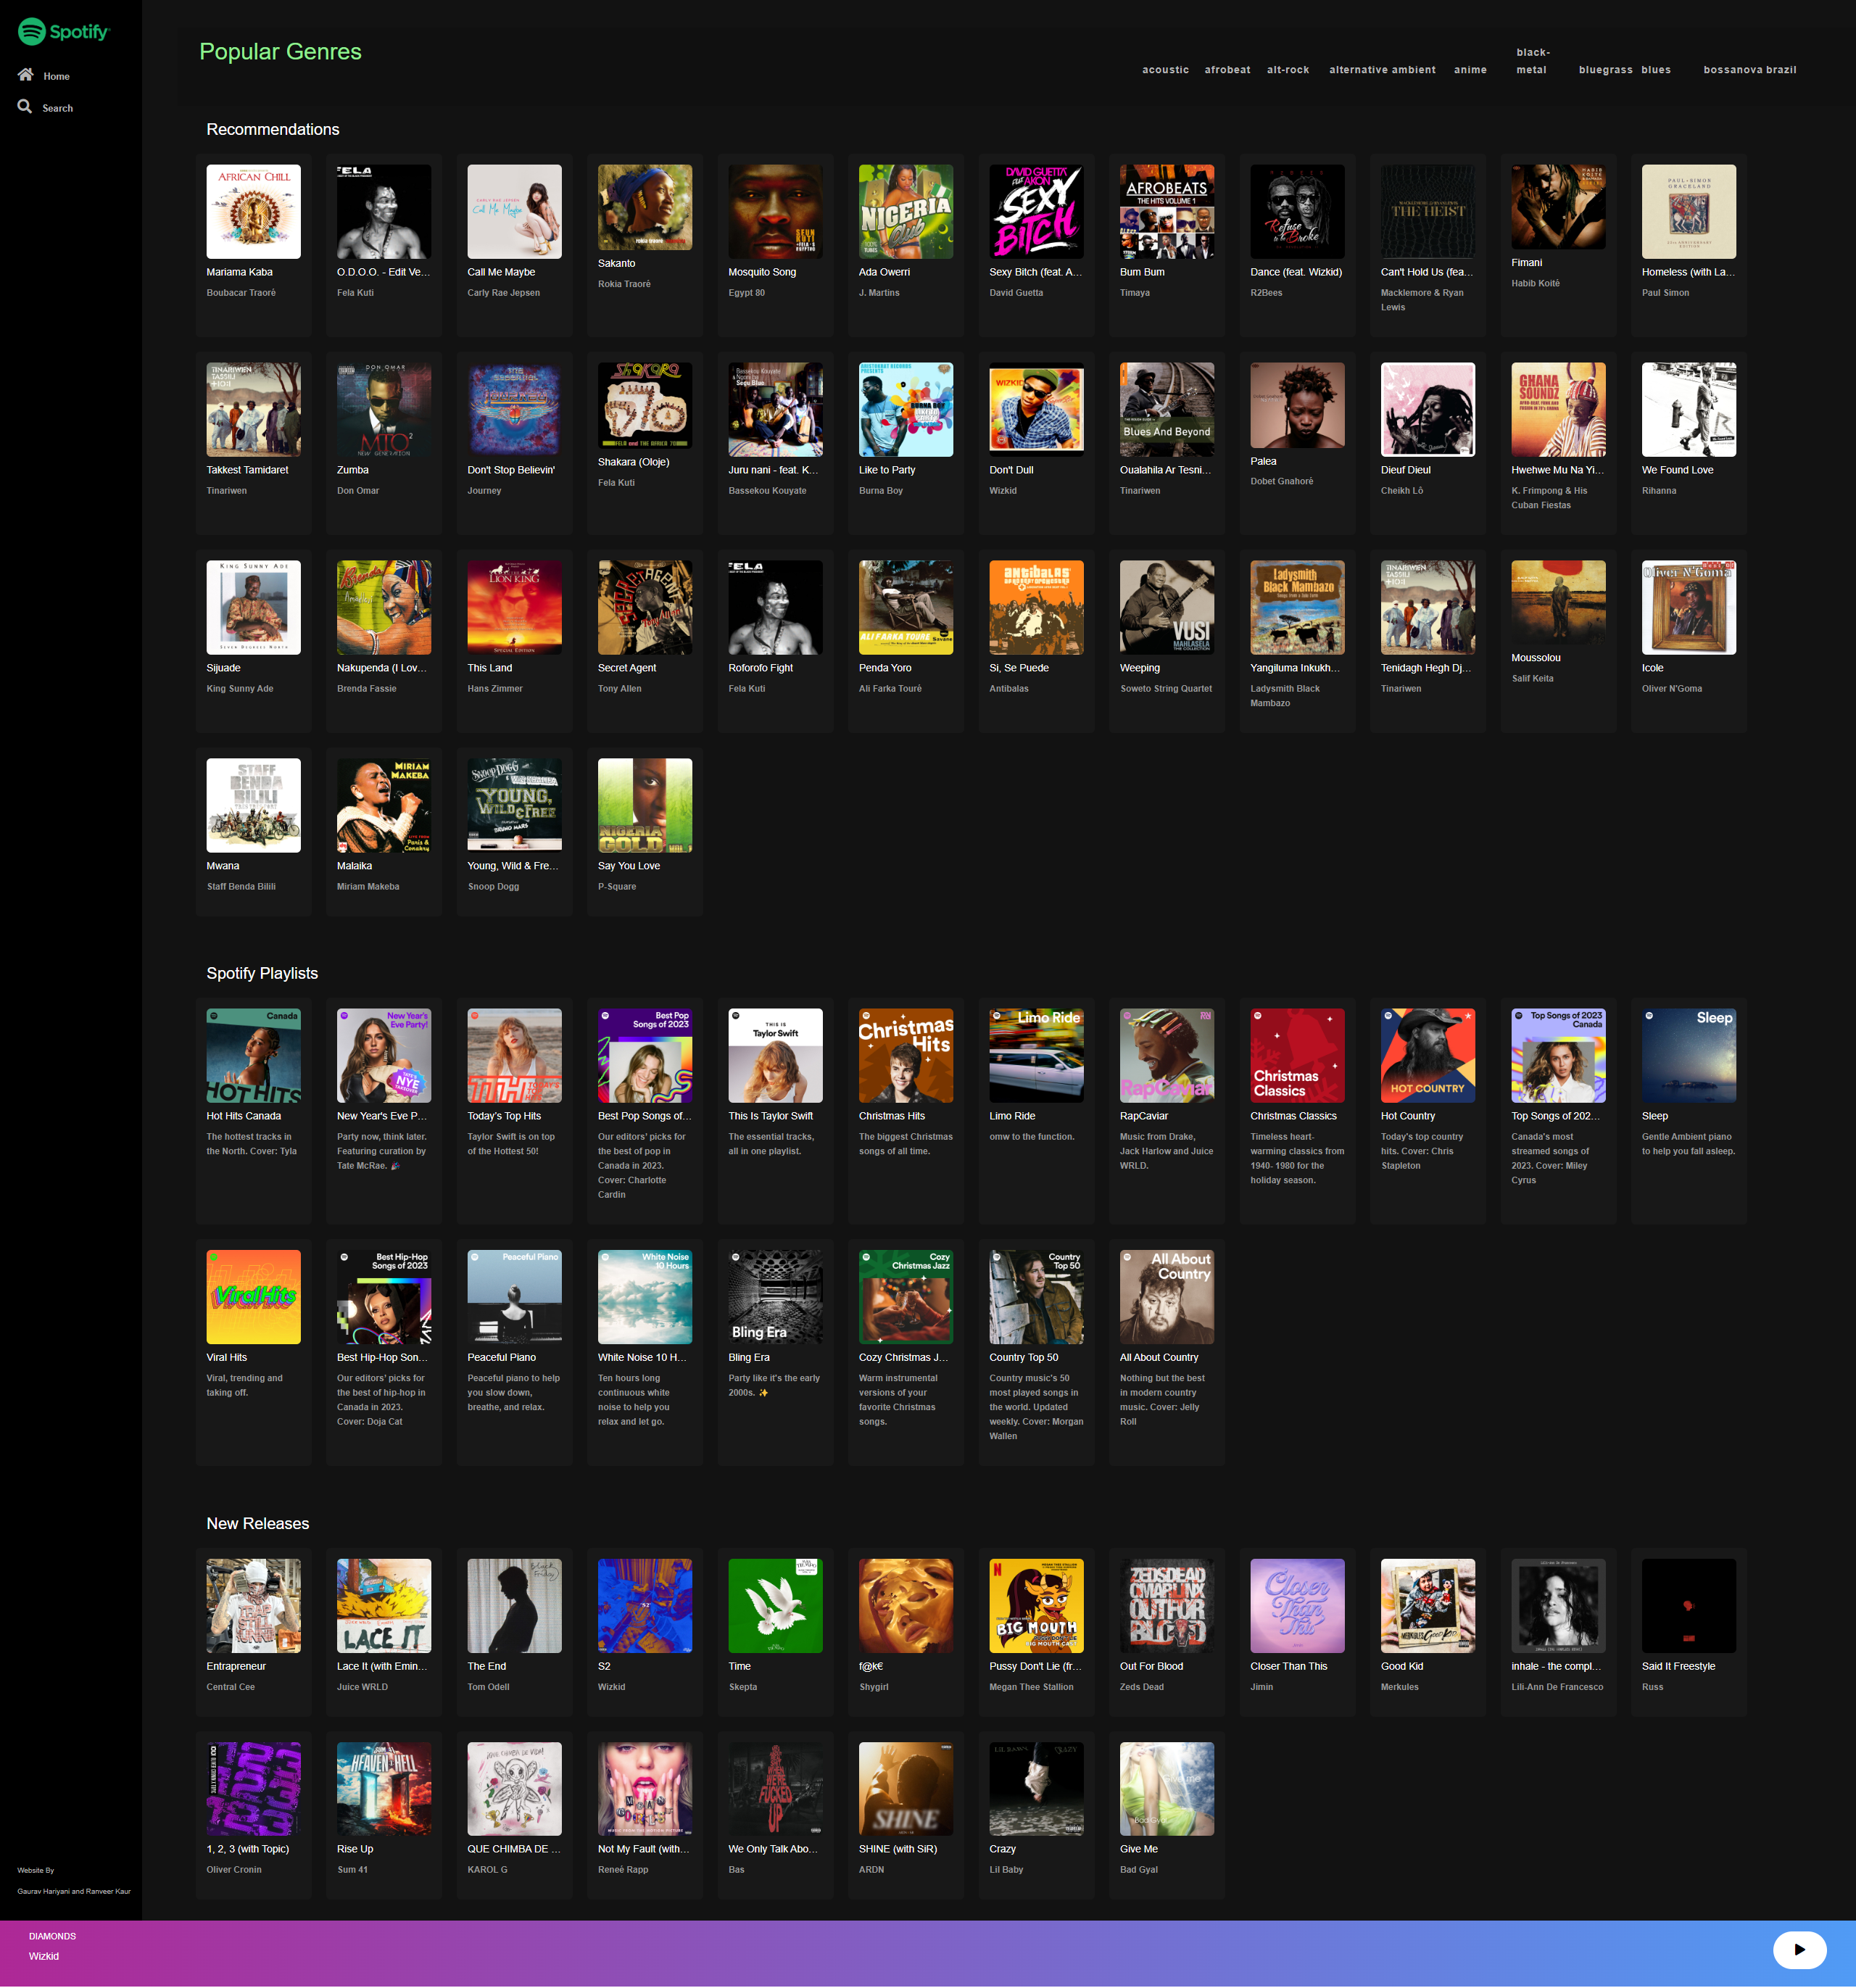 Spotify
Home
Search
Popular Genres
acoustic afrobeat alt-rock alternative ambient anime black-metal bluegrass blues bossanova brazil
Recommendations
Mariama Kaba
Boubacar Traoré
O.D.O.O. - Edit Ve...
Fela Kuti
Call Me Maybe
Carly Rae Jepsen
Sakanto
Rokia Traoré
Mosquito Song
Egypt 80
Ada Owerri
J. Martins
Sexy Bitch (feat. A...
David Guetta
Bum Bum
Timaya
Dance (feat. Wizkid)
R2Bees
Can't Hold Us (fea...
Macklemore & Ryan
Lewis
Fimani
Habib Koité
Homeless (with La...
Paul Simon
Takkest Tamidaret
Tinariwen
Zumba
Don Omar
Don't Stop Believin'
Journey
Shakara (Oloje)
Fela Kuti
Juru nani - feat. K...
Bassekou Kouyate
Like to Party
Burna Boy
Don't Dull
Wizkid
Oualahila Ar Tesni...
Tinariwen
Palea
Dobet Gnahoré
Dieuf Dieul
Cheikh Lô
Hwehwe Mu Na Yi...
K. Frimpong & His
Cuban Fiestas
We Found Love
Rihanna
Sijuade
King Sunny Ade
Nakupenda (I Lov...
Brenda Fassie
This Land
Hans Zimmer
Secret Agent
Tony Allen
Roforofo Fight
Fela Kuti
Penda Yoro
Ali Farka Touré
Si, Se Puede
Antibalas
Weeping
Soweto String Quartet
Yangiluma Inkukh...
Ladysmith Black
Mambazo
Tenidagh Hegh Dj...
Tinariwen
Moussolou
Salif Keita
Icole
Oliver N'Goma
Mwana
Staff Benda Bilili
Malaika
Miriam Makeba
Young, Wild & Fre...
Snoop Dogg
Say You Love
P-Square
Spotify Playlists
Hot Hits Canada
The hottest tracks in
the North. Cover: Tyla
New Year's Eve P...
Party now, think later.
Featuring curation by
Tate McRae. 🎉
Today's Top Hits
Taylor Swift is on top
of the Hottest 50!
Best Pop Songs of...
Our editors' picks for
the best of pop in
Canada in 2023.
Cover: Charlotte
Cardin
This Is Taylor Swift
The essential tracks,
all in one playlist.
Christmas Hits
The biggest Christmas
songs of all time.
Limo Ride
omw to the function.
RapCaviar
Music from Drake,
Jack Harlow and Juice
WRLD.
Christmas Classics
Timeless heart-
warming classics from
1940- 1980 for the
holiday season.
Hot Country
Today's top country
hits. Cover: Chris
Stapleton
Top Songs of 202...
Canada's most
streamed songs of
2023. Cover: Miley
Cyrus
Sleep
Gentle Ambient piano
to help you fall asleep.
Viral Hits
Viral, trending and
taking off.
Best Hip-Hop Son...
Our editors' picks for
the best of hip-hop in
Canada in 2023.
Cover: Doja Cat
Peaceful Piano
Peaceful piano to help
you slow down,
breathe, and relax.
White Noise 10 H...
Ten hours long
continuous white
noise to help you
relax and let go.
Bling Era
Party like it's the early
2000s. ✨
Cozy Christmas J...
Warm instrumental
versions of your
favorite Christmas
songs.
Country Top 50
Country music's 50
most played songs in
the world. Updated
weekly. Cover: Morgan
Wallen
All About Country
Nothing but the best
in modern country
music. Cover: Jelly
Roll
New Releases
Entrapreneur
Central Cee
Lace It (with Emin...
Juice WRLD
The End
Tom Odell
S2
Wizkid
Time
Skepta
f@k€
Shygirl
Pussy Don't Lie (fr...
Megan Thee Stallion
Out For Blood
Zeds Dead
Closer Than This
Jimin
Good Kid
Merkules
inhale - the compl...
Lili-Ann De Francesco
Said It Freestyle
Russ
1, 2, 3 (with Topic)
Oliver Cronin
Rise Up
Sum 41
QUE CHIMBA DE ...
KAROL G
Not My Fault (with...
Reneé Rapp
We Only Talk Abo...
Bas
SHINE (with SiR)
ARDN
Crazy
Lil Baby
Give Me
Bad Gyal
Website By
Gaurav Hariyani and Ranveer Kaur
DIAMONDS
Wizkid